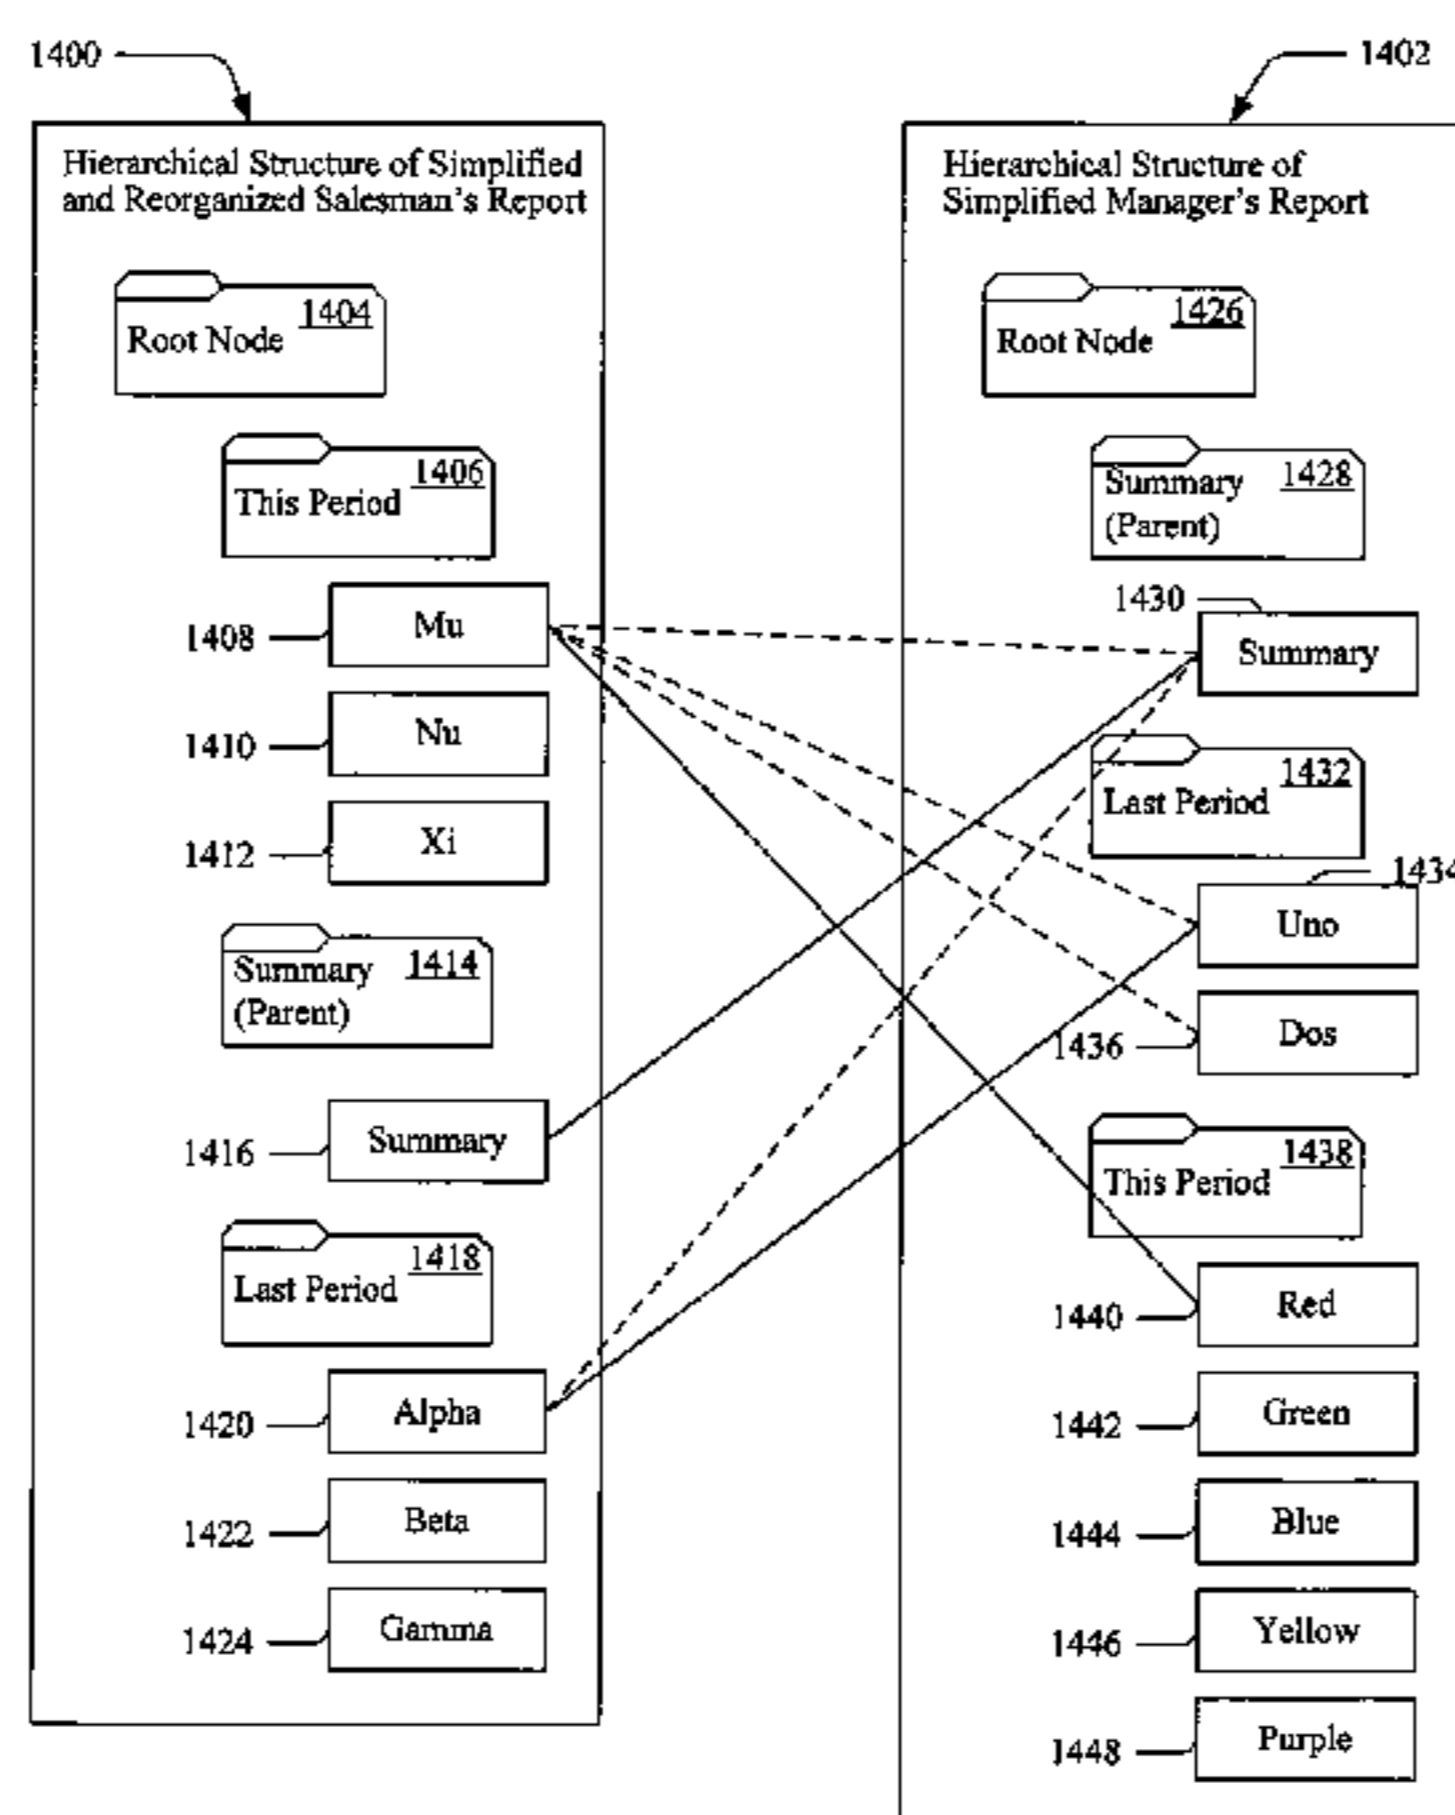 1400
Hierarchical Structure of Simplified
and Reorganized Salesman's Report
1404
Root Node
1406
This Period
1408
Mu
1410
Nu
1412
Xi
1414
Summary
(Parent)
1416
Summary
1418
Last Period
1420
Alpha
1422
Beta
1424
Gamma
1402
Hierarchical Structure of
Simplified Manager's Report
1426
Root Node
1428
Summary
(Parent)
1430
Summary
1432
Last Period
1434
Uno
1436
Dos
1438
This Period
1440
Red
1442
Green
1444
Blue
1446
Yellow
1448
Purple